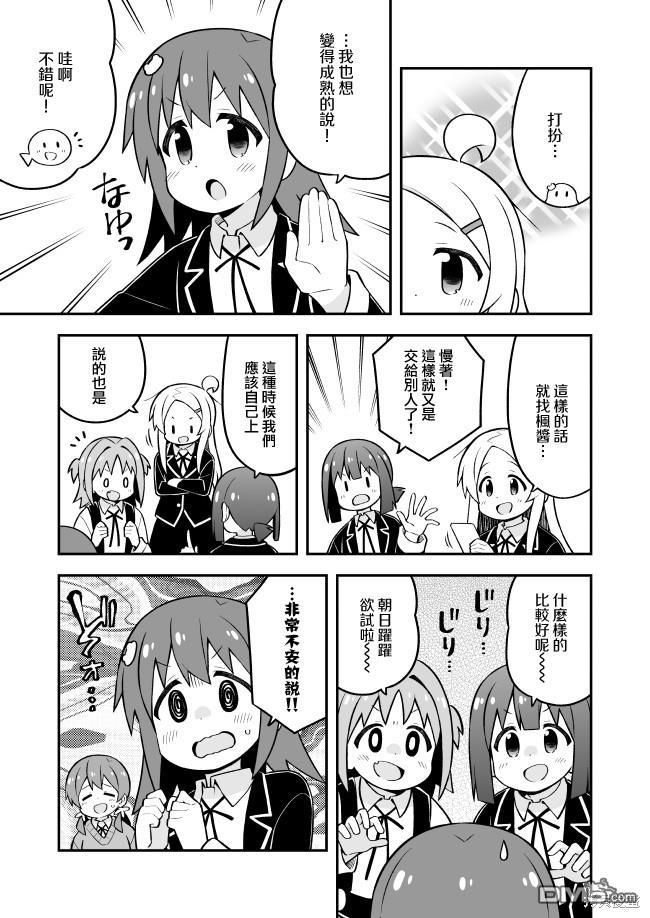 打扮…
…我也想
變得成熟的說！
哇啊
不錯呢！
なゆっ
這樣的話
就找楓醬…
慢著！
這樣就又是
交給別人了！
這種時候我們
應該自己上
說的也是
什麼樣的
比較好呢～～
じり…
朝日躍躍
欲試啦～～
じり…
…非常不安的說!!